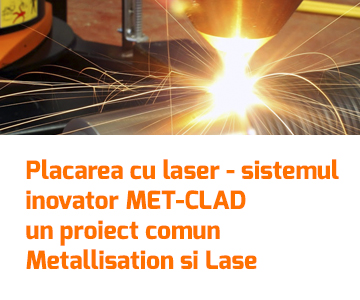 Placarea cu laser - sistemul
inovator MET-CLAD
un proiect comun
Metallisation si Lase